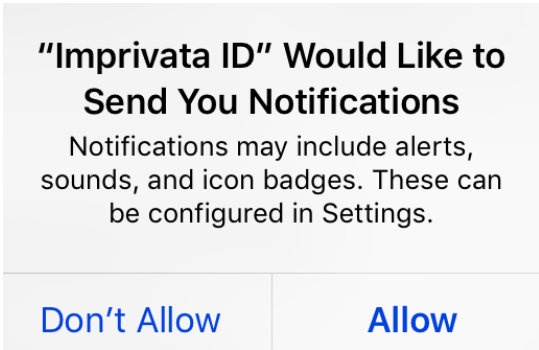 “Imprivata ID” Would Like to
Send You Notifications
Notifications may include alerts,
sounds, and icon badges. These can
be configured in Settings.
Don’t Allow
Allow